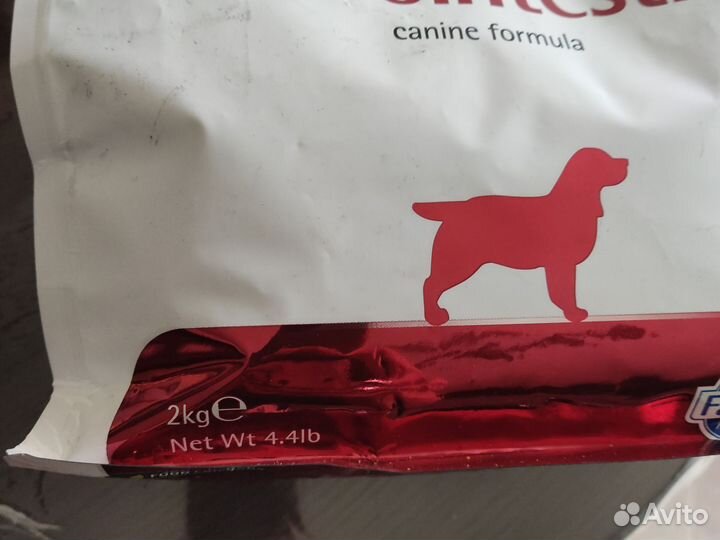 canine formula
2kg e
Net Wt 4.4lb
Avito